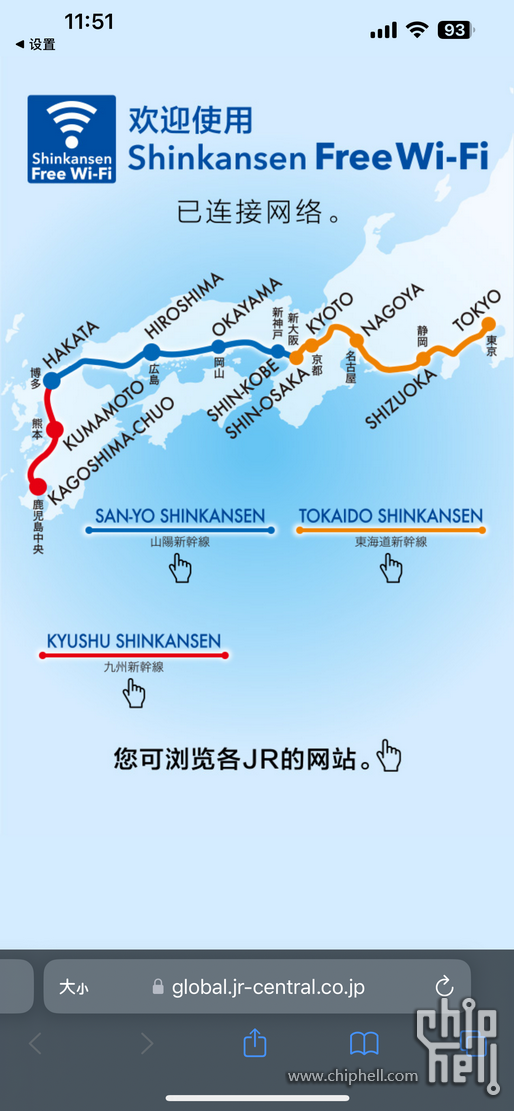 11:51
93
◀ 设置
Shinkansen
Free Wi-Fi
欢迎使用
Shinkansen Free Wi-Fi
已连接网络。
HAKATA
博多
HIROSHIMA
広島
OKAYAMA
岡山
SHIN-KOBE
新神戸
SHIN-OSAKA
新大阪
KYOTO
京都
NAGOYA
名古屋
SHIZUOKA
静岡
TOKYO
東京
KUMAMOTO
熊本
KAGOSHIMA-CHUO
鹿児島中央
SAN-YO SHINKANSEN
山陽新幹線
TOKAIDO SHINKANSEN
東海道新幹線
KYUSHU SHINKANSEN
九州新幹線
您可浏览各JR的网站。
大小
global.jr-central.co.jp
chip
hell
www.chiphell.com